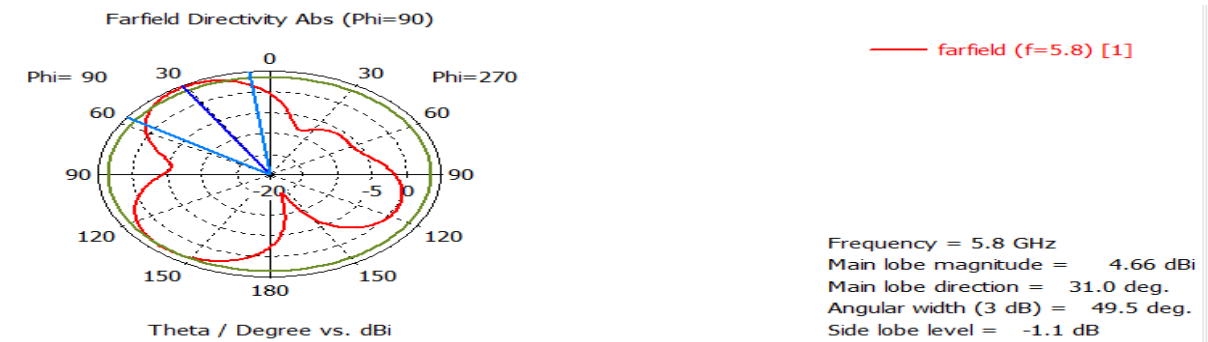 Farfield Directivity Abs (Phi=90)
farfield (f=5.8) [1]
0
Phi= 90
30
30
Phi=270
60
60
90
-20
-5
0
90
120
120
150
150
180
Theta / Degree vs. dBi
Frequency = 5.8 GHz
Main lobe magnitude = 4.66 dBi
Main lobe direction = 31.0 deg.
Angular width (3 dB) = 49.5 deg.
Side lobe level = -1.1 dB